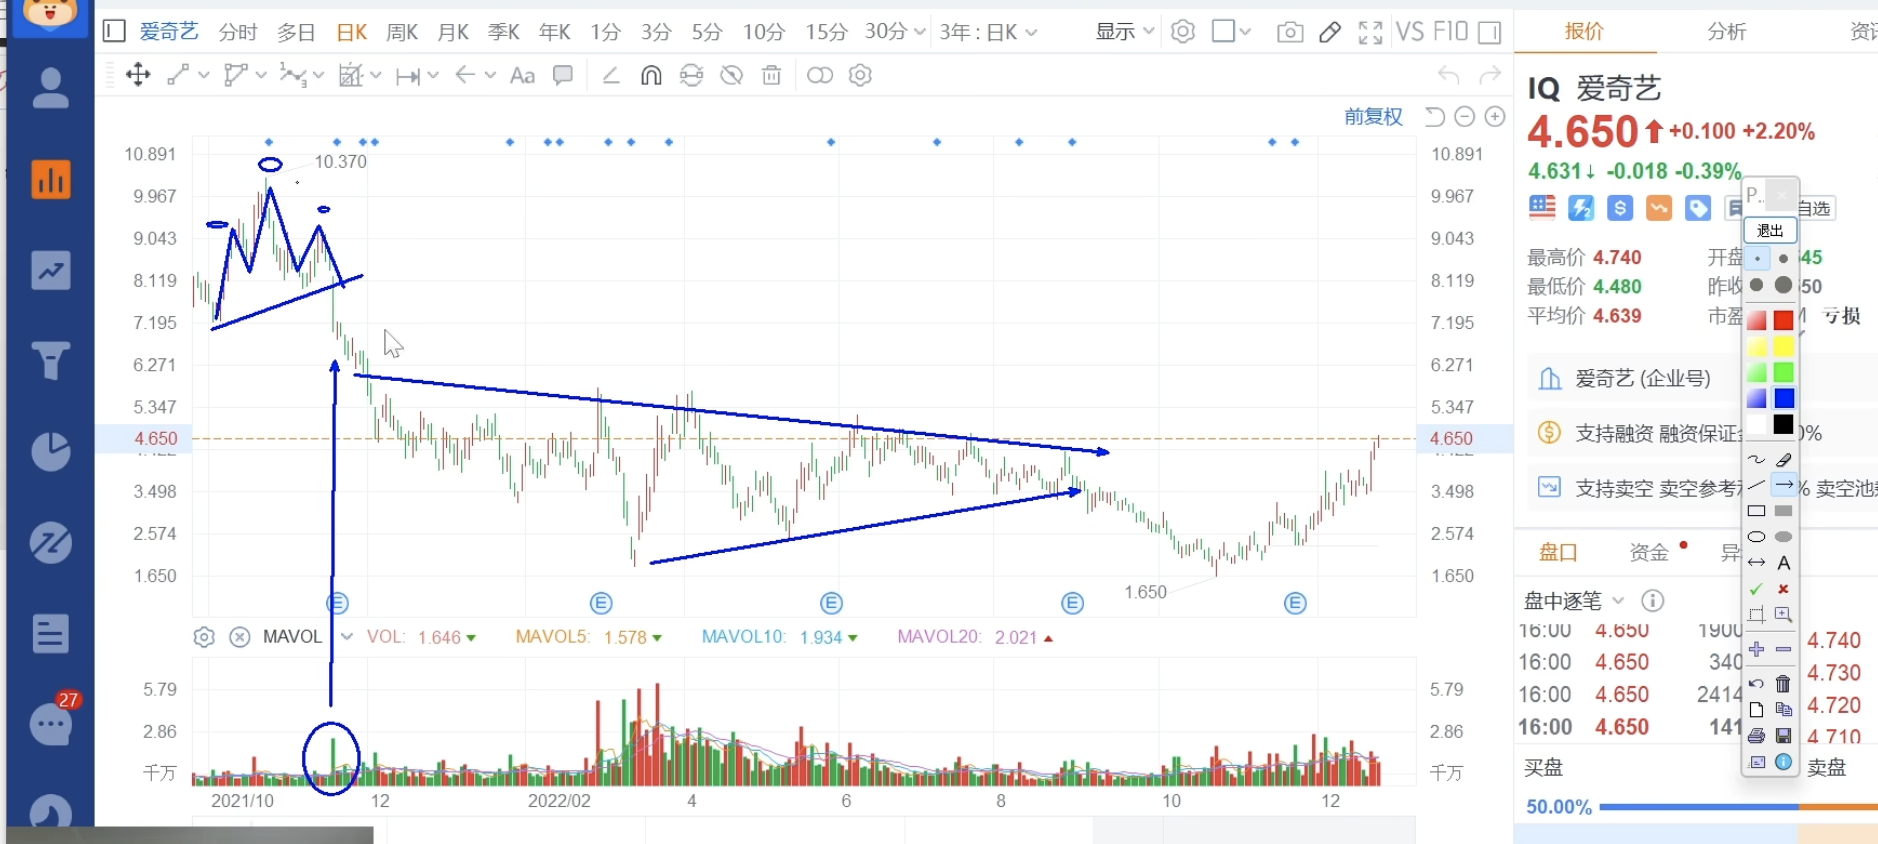 爱奇艺 分时 多日 日K 周K 月K 季K 年K 1分 3分 5分 10分 15分 30分 3年:日K 显示 VS F10
报价 分析
Aa
前复权
IQ 爱奇艺
4.650 +0.100 +2.20%
4.631↓ -0.018 -0.39%
自选
最高价 4.740
最低价 4.480
平均价 4.639
亏损
爱奇艺 (企业号)
支持融资 融资保证金
支持卖空 卖空参考 卖空池
盘口 资金
盘中逐笔
16:00 4.650 1900
16:00 4.650 340
16:00 4.650 2414
16:00 4.650 141
4.740
4.730
4.720
4.710
买盘 卖盘
50.00%
P...
退出
A
10.891 10.891
10.370
9.967 9.967
9.043 9.043
8.119 8.119
7.195 7.195
6.271 6.271
5.347 5.347
4.650 4.650
3.498 3.498
2.574 2.574
1.650 1.650
1.650
E E E E E
MAVOL VOL: 1.646 MAVOL5: 1.578 MAVOL10: 1.934 MAVOL20: 2.021
5.79 5.79
2.86 2.86
千万 千万
2021/10 12 2022/02 4 6 8 10 12
27